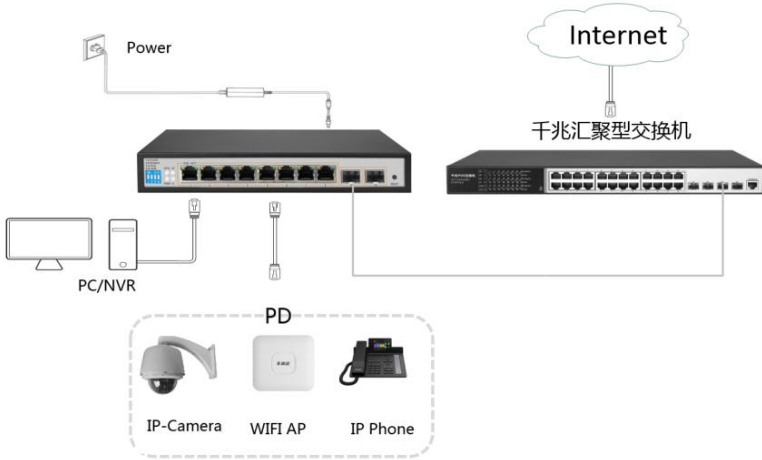 Power
Internet
千兆汇聚型交换机
PC/NVR
PD
IP-Camera
WIFI AP
IP Phone